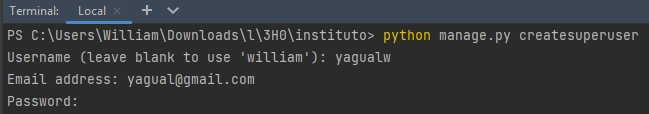 Terminal: Local × + ⌄
PS C:\Users\William\Downloads\l\3H0\instituto> python manage.py createsuperuser
Username (leave blank to use 'william'): yagualw
Email address: yagual@gmail.com
Password: